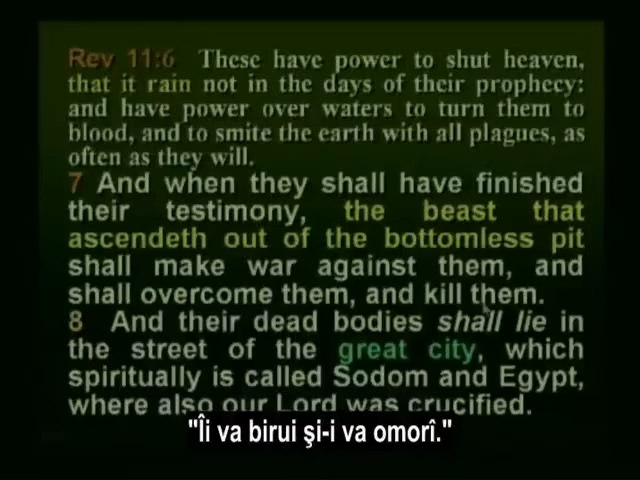 Rev 11:6 These have power to shut heaven,
that it rain not in the days of their prophecy:
and have power over waters to turn them to
blood, and to smite the earth with all plagues, as
often as they will.
7 And when they shall have finished
their testimony, the beast that
ascendeth out of the bottomless pit
shall make war against them, and
shall overcome them, and kill them.
8 And their dead bodies shall lie in
the street of the great city, which
spiritually is called Sodom and Egypt,
where also our Lord was crucified.
"Îi va birui şi-i va omorî."